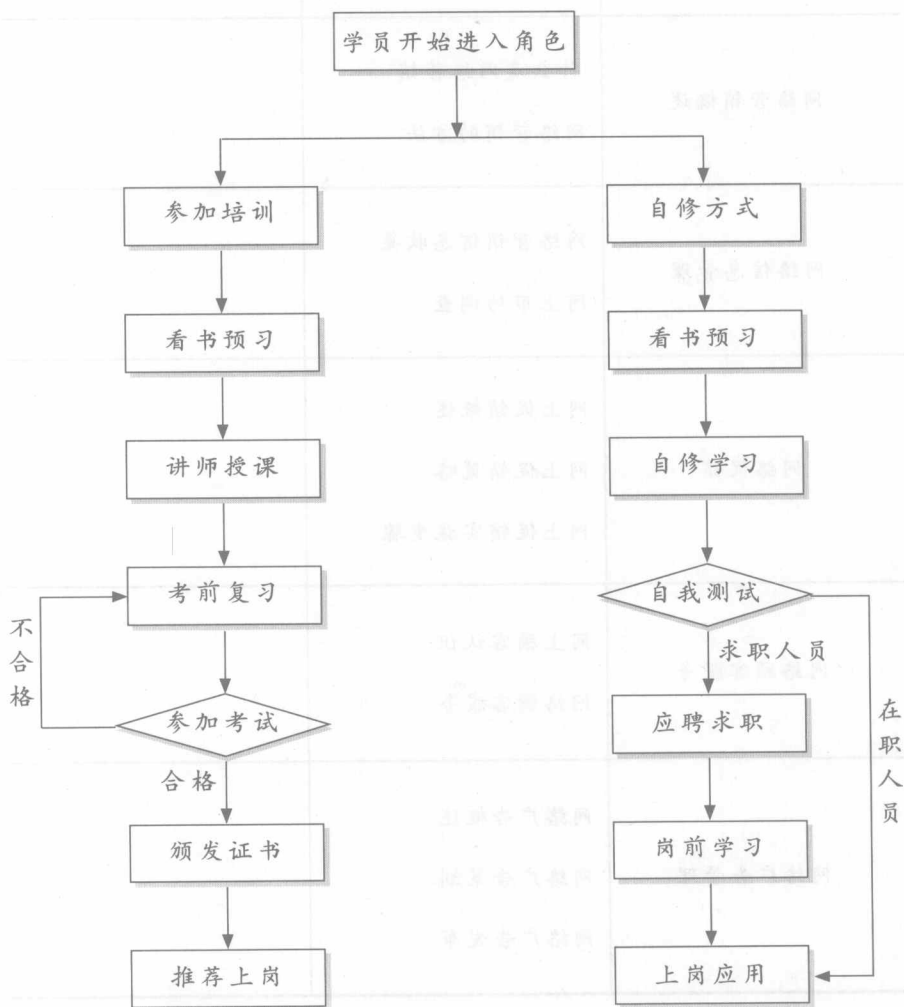 学员开始进入角色
参加培训
自修方式
看书预习
看书预习
讲师授课
自修学习
考前复习
自我测试
不合格
求职人员
参加考试
应聘求职
在职人员
合格
颁发证书
岗前学习
推荐上岗
上岗应用